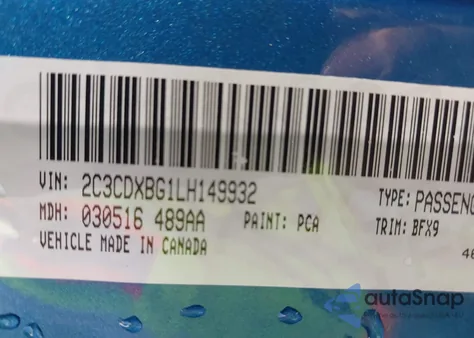 VIN: 2C3CDXBG1LH149932
TYPE: PASSENG
MDH: 030516 489AA PAINT: PCA
TRIM: BFX9
VEHICLE MADE IN CANADA
autoSnap